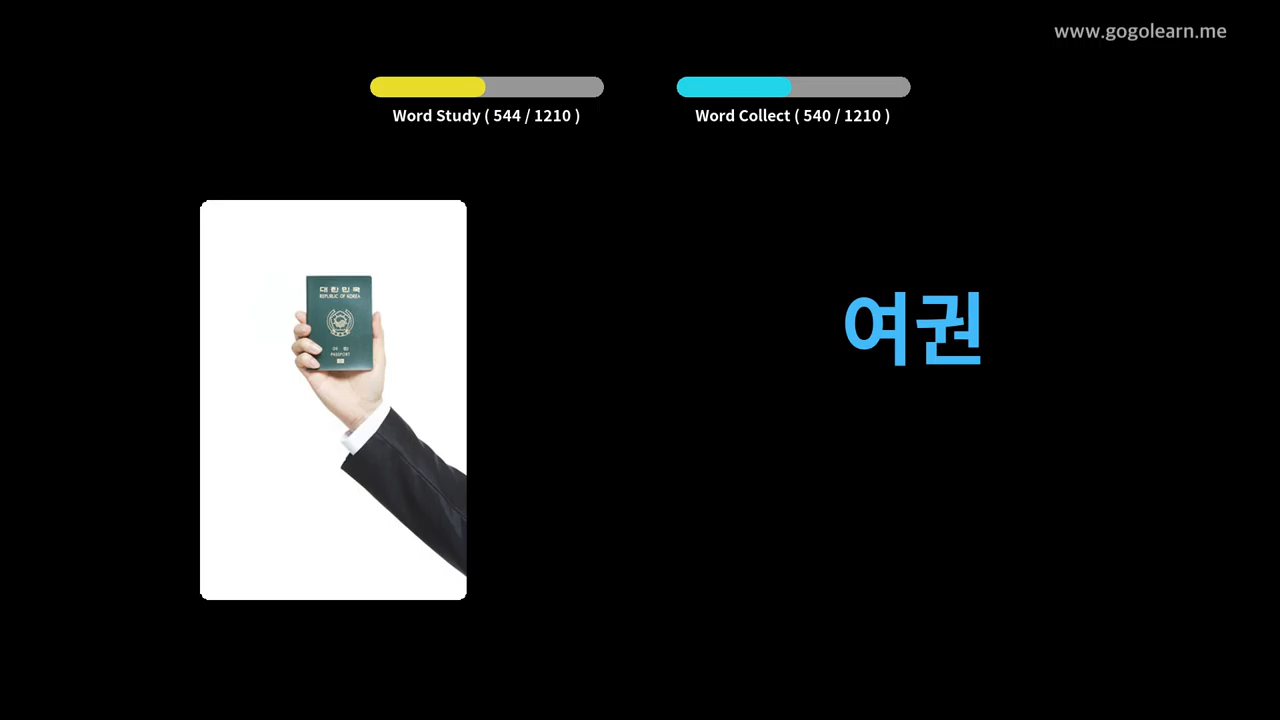 www.gogolearn.me
Word Study ( 544 / 1210 )
Word Collect ( 540 / 1210 )
대한민국
REPUBLIC OF KOREA
여권
PASSPORT
여권